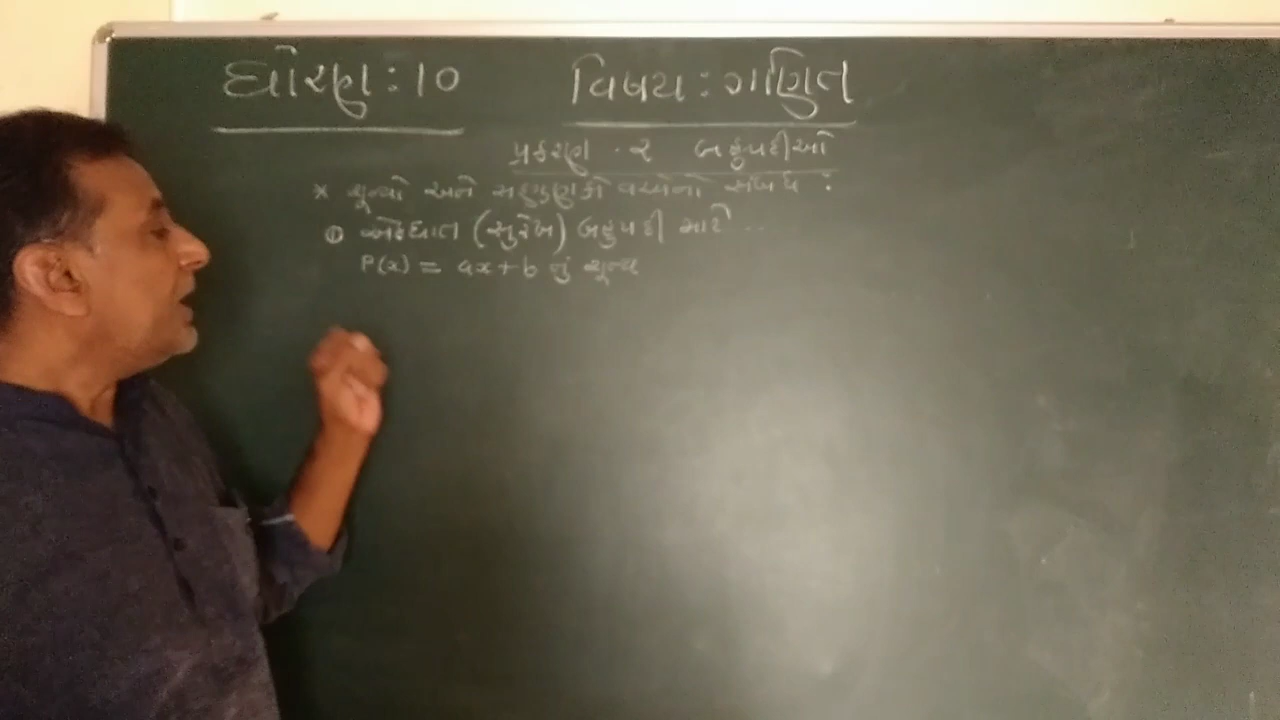 ધોરણ : 10 વિષય : ગણિત
પ્રકરણ . ૨ બહુપદીઓ
* શૂન્યો અને સહગુણકો વચ્ચેનો સંબંધ :
① એકઘાત (સુરેખ) બહુપદી માટે ..
P(x) = ax + b નું શૂન્ય